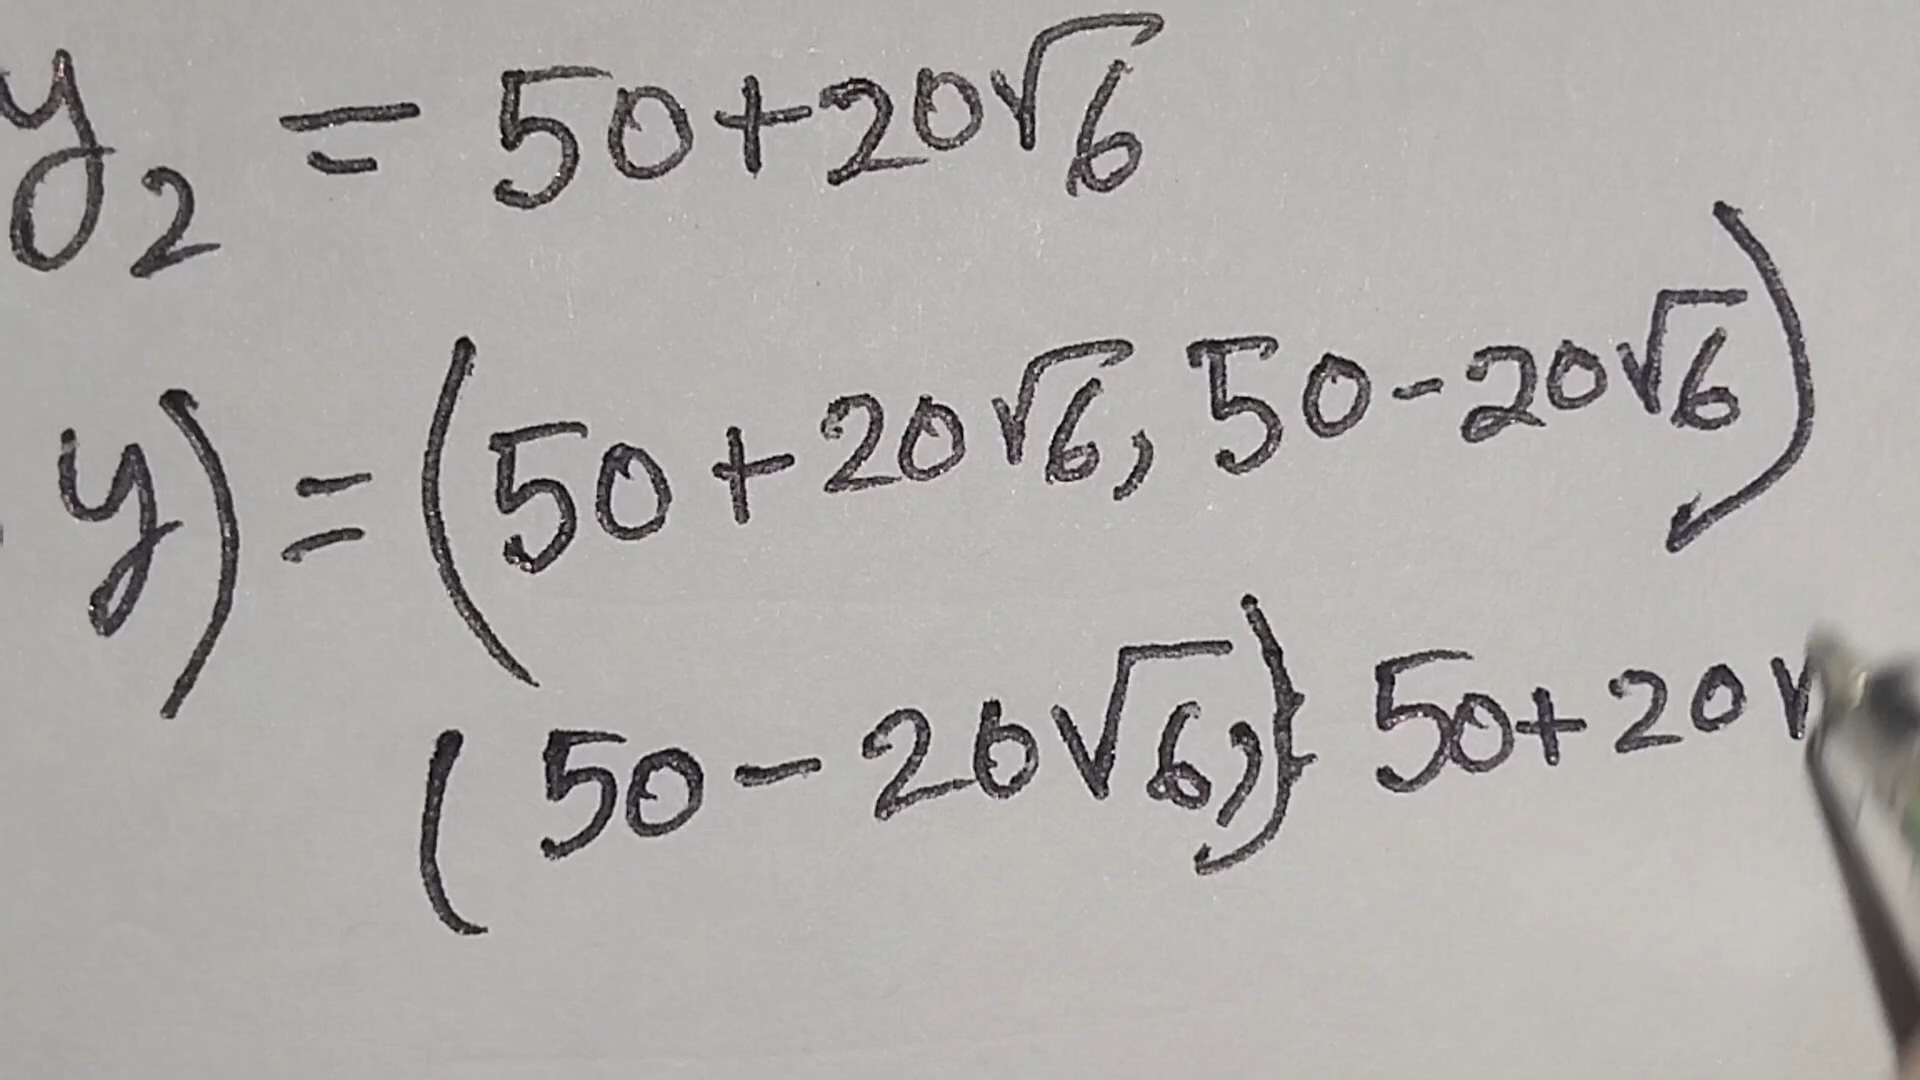 y₂ = 50+20√6
y) = (50+20√6, 50-20√6)
(50-20√6,) 50+20√